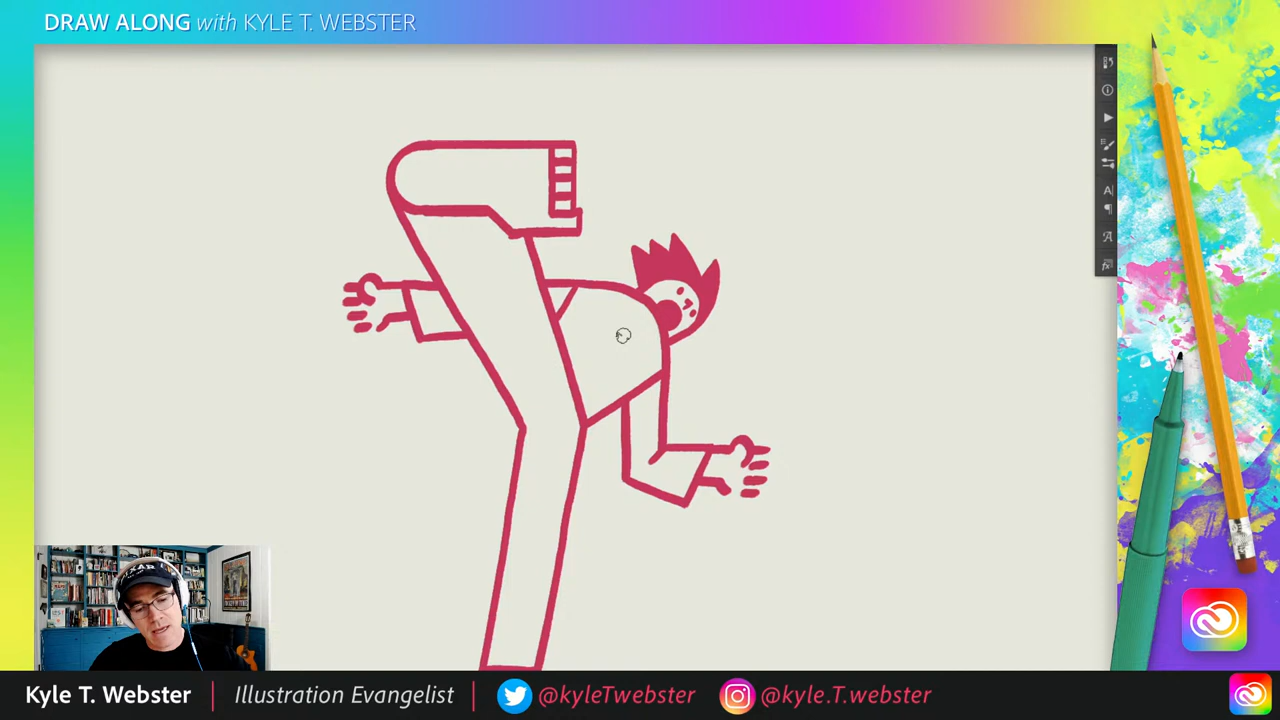 DRAW ALONG with KYLE T. WEBSTER
Kyle T. Webster | Illustration Evangelist | @kyleTwebster @kyle.T.webster